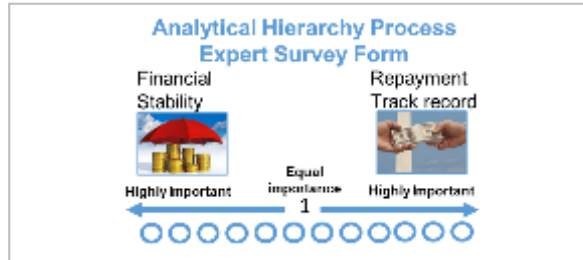 Analytical Hierarchy Process
Expert Survey Form
Financial
Stability
Repayment
Track record
Highly Important
Equal
importance
Highly Important
1